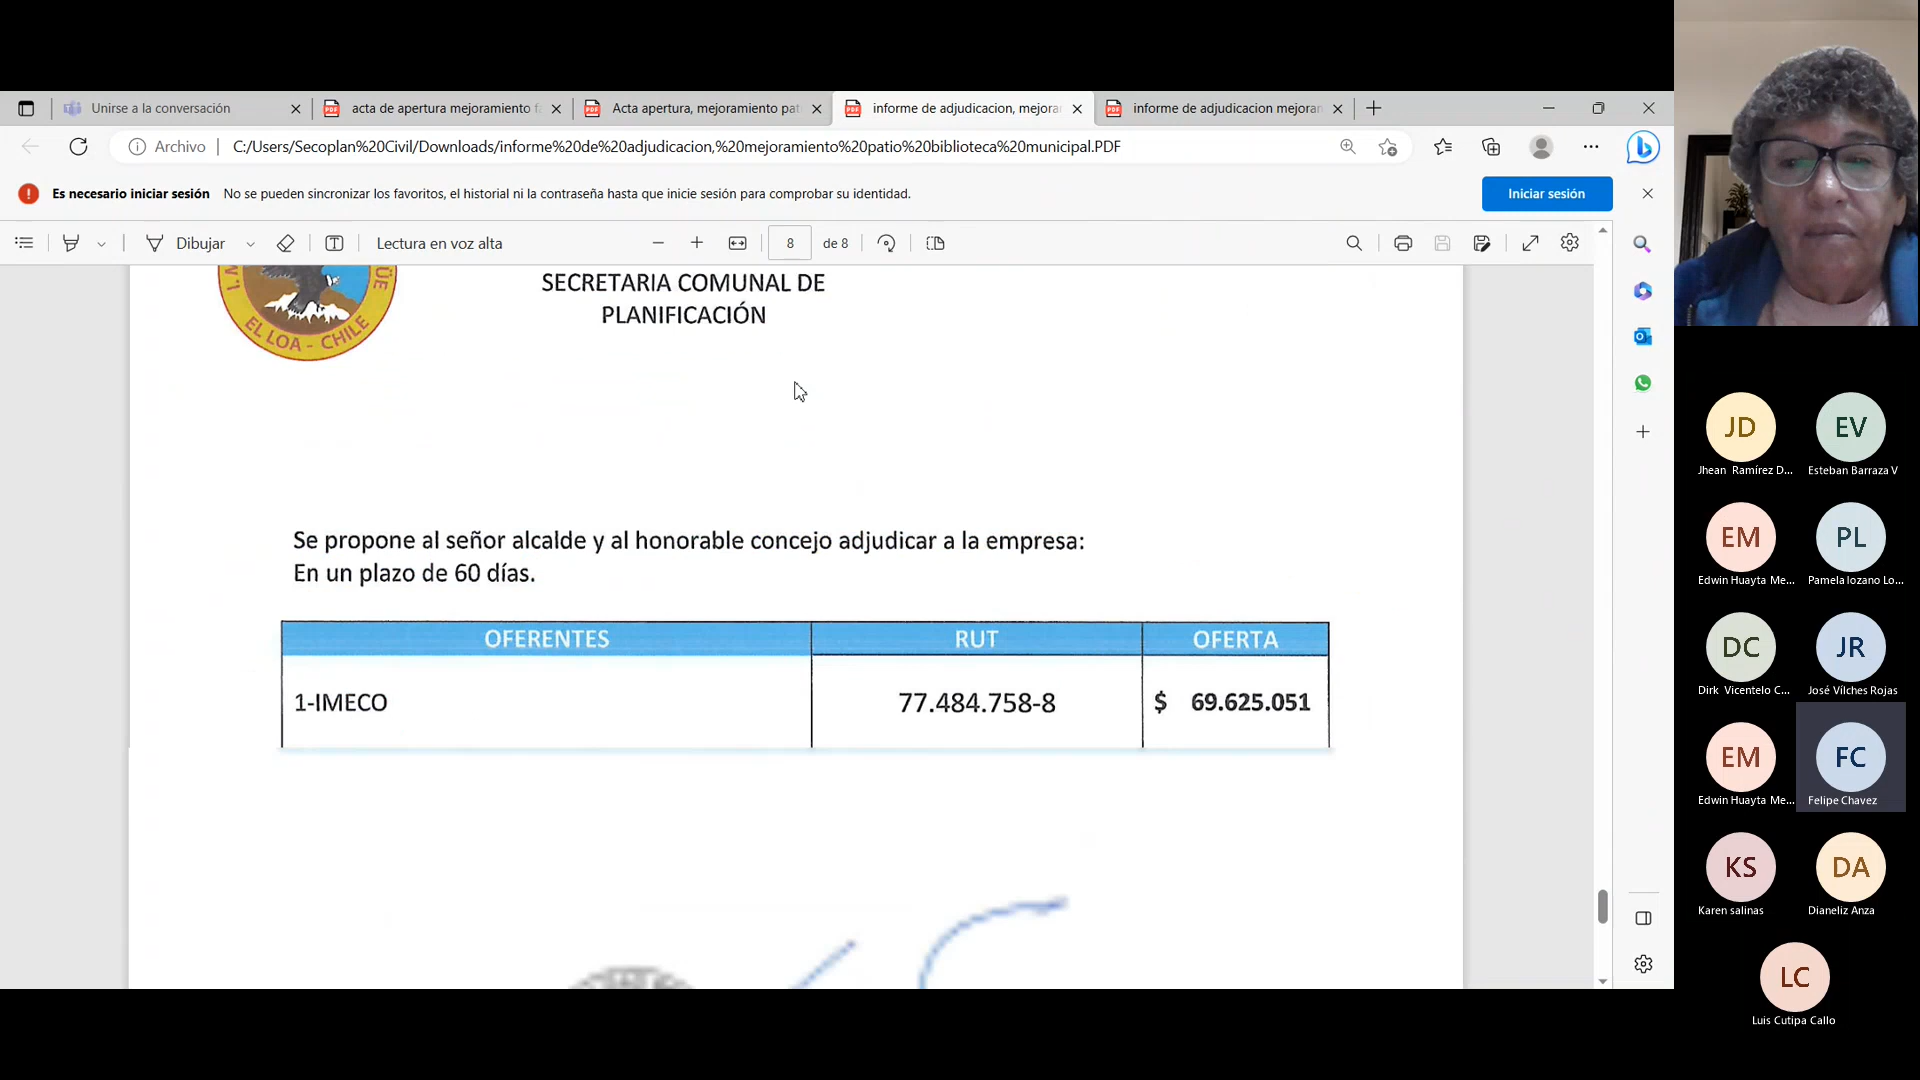 Unirse a la conversación
acta de apertura mejoramiento f
Acta apertura, mejoramiento pat
informe de adjudicacion, mejora
informe de adjudicacion mejorar
Archivo
C:/Users/Secoplan%20Civil/Downloads/informe%20de%20adjudicacion,%20mejoramiento%20patio%20biblioteca%20municipal.PDF
Es necesario iniciar sesión No se pueden sincronizar los favoritos, el historial ni la contraseña hasta que inicie sesión para comprobar su identidad.
Iniciar sesión
Dibujar
Lectura en voz alta
8 de 8
EL LOA - CHILE
SECRETARIA COMUNAL DE
PLANIFICACIÓN
Se propone al señor alcalde y al honorable concejo adjudicar a la empresa:
En un plazo de 60 días.
OFERENTES RUT OFERTA
1-IMECO 77.484.758-8 $ 69.625.051
JD EV
Jhean Ramírez D... Esteban Barraza V
EM PL
Edwin Huayta Me... Pamela lozano Lo...
DC JR
Dirk Vicentelo C... José Vílches Rojas
EM FC
Edwin Huayta Me... Felipe Chavez
KS DA
Karen salinas Dianeliz Anza
LC
Luis Cutipa Callo